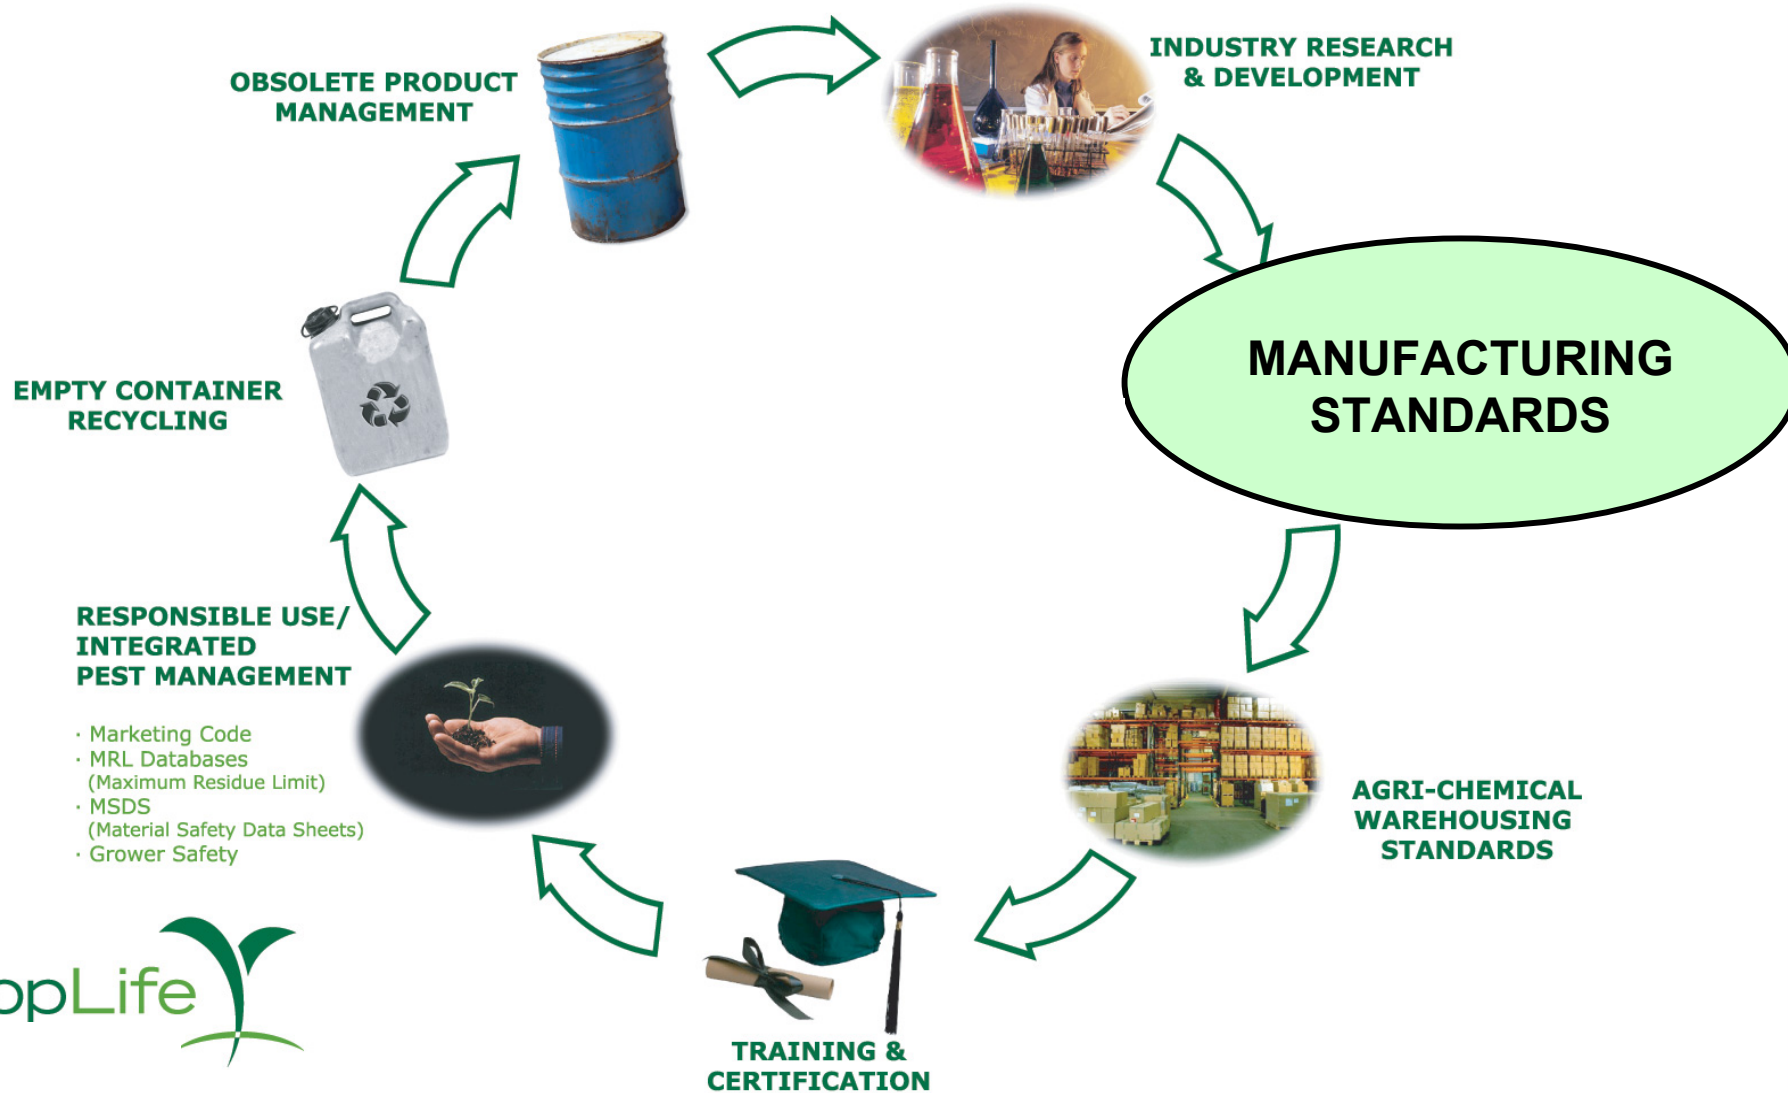 OBSOLETE PRODUCT
MANAGEMENT
INDUSTRY RESEARCH
& DEVELOPMENT
MANUFACTURING
STANDARDS
EMPTY CONTAINER
RECYCLING
RESPONSIBLE USE/
INTEGRATED
PEST MANAGEMENT
· Marketing Code
· MRL Databases
(Maximum Residue Limit)
· MSDS
(Material Safety Data Sheets)
· Grower Safety
AGRI-CHEMICAL
WAREHOUSING
STANDARDS
TRAINING &
CERTIFICATION
opLife